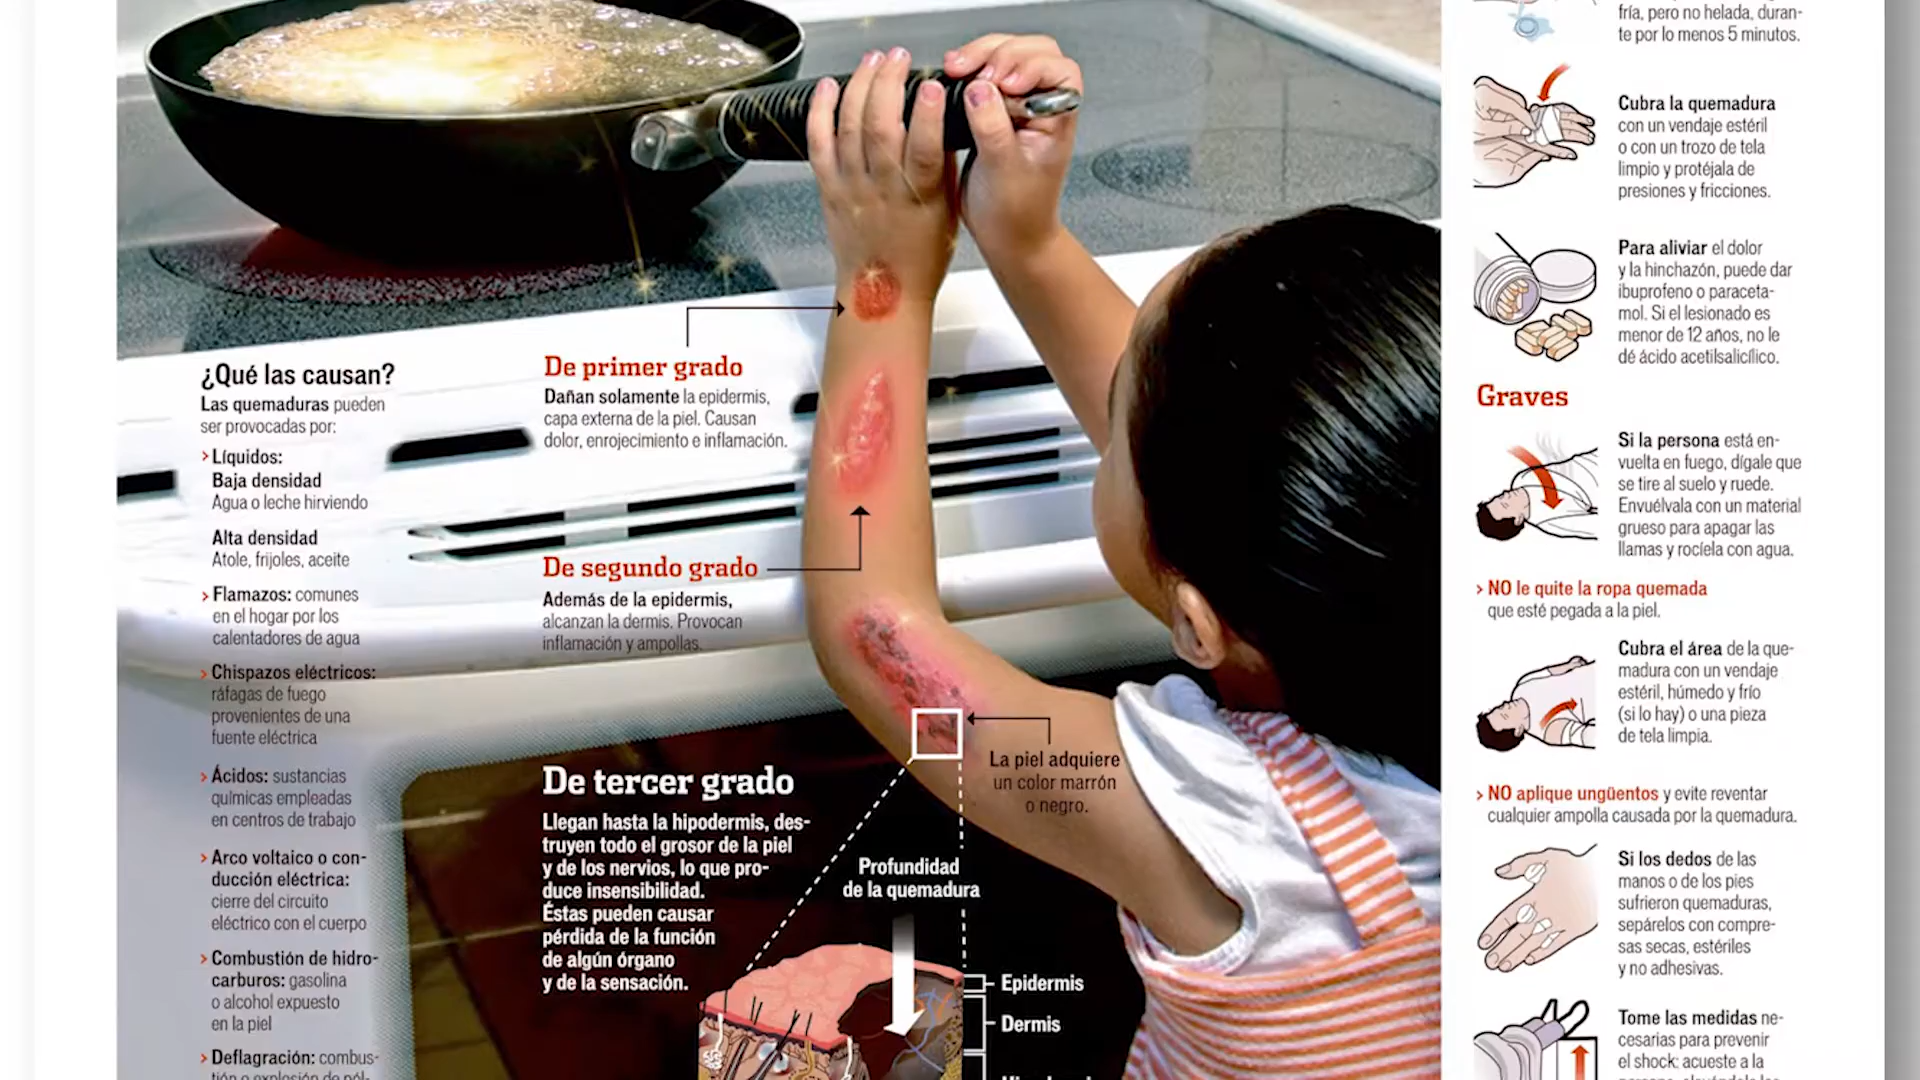 ¿Qué las causan?
Las quemaduras pueden
ser provocadas por:
› Líquidos:
Baja densidad
Agua o leche hirviendo
Alta densidad
Atole, frijoles, aceite
› Flamazos: comunes
en el hogar por los
calentadores de agua
› Chispazos eléctricos:
ráfagas de fuego
provenientes de una
fuente eléctrica
› Ácidos: sustancias
químicas empleadas
en centros de trabajo
› Arco voltaico o con-
ducción eléctrica:
cierre del circuito
eléctrico con el cuerpo
› Combustión de hidro-
carburos: gasolina
o alcohol expuesto
en la piel
› Deflagración: combus-
De primer grado
Dañan solamente la epidermis,
capa externa de la piel. Causan
dolor, enrojecimiento e inflamación.
De segundo grado
Además de la epidermis,
alcanzan la dermis. Provocan
inflamación y ampollas.
De tercer grado
Llegan hasta la hipodermis, des-
truyen todo el grosor de la piel
y de los nervios, lo que pro-
duce insensibilidad.
Éstas pueden causar
pérdida de la función
de algún órgano
y de la sensación.
La piel adquiere
un color marrón
o negro.
Profundidad
de la quemadura
Epidermis
Dermis
fría, pero no helada, duran-
te por lo menos 5 minutos.
Cubra la quemadura
con un vendaje estéril
o con un trozo de tela
limpio y protéjala de
presiones y fricciones.
Para aliviar el dolor
y la hinchazón, puede dar
ibuprofeno o paraceta-
mol. Si el lesionado es
menor de 12 años, no le
dé ácido acetilsalicílico.
Graves
Si la persona está en-
vuelta en fuego, dígale que
se tire al suelo y ruede.
Envuélvala con un material
grueso para apagar las
llamas y rocíela con agua.
› NO le quite la ropa quemada
que esté pegada a la piel.
Cubra el área de la que-
madura con un vendaje
estéril, húmedo y frío
(si lo hay) o una pieza
de tela limpia.
› NO aplique ungüentos y evite reventar
cualquier ampolla causada por la quemadura.
Si los dedos de las
manos o de los pies
sufrieron quemaduras,
sepárelos con compre-
sas secas, estériles
y no adhesivas.
Tome las medidas ne-
cesarias para prevenir
el shock: acueste a la